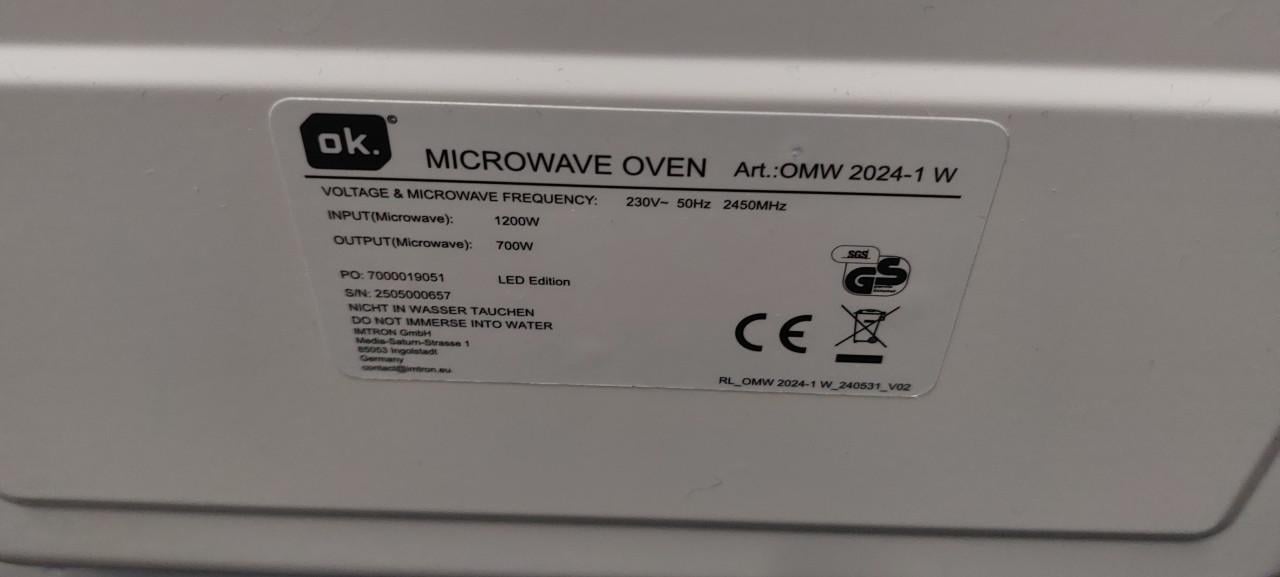 ok.©
MICROWAVE OVEN Art.:OMW 2024-1 W
VOLTAGE & MICROWAVE FREQUENCY: 230V~ 50Hz 2450MHz
INPUT(Microwave): 1200W
OUTPUT(Microwave): 700W
PO: 7000019051 LED Edition
S/N: 2505000657
NICHT IN WASSER TAUCHEN
DO NOT IMMERSE INTO WATER
IMTRON GmbH
Media-Saturn-Strasse 1
85053 Ingolstadt
Germany
contact@imtron.eu
SGS
GS
CE
RL_OMW 2024-1 W_240531_V02